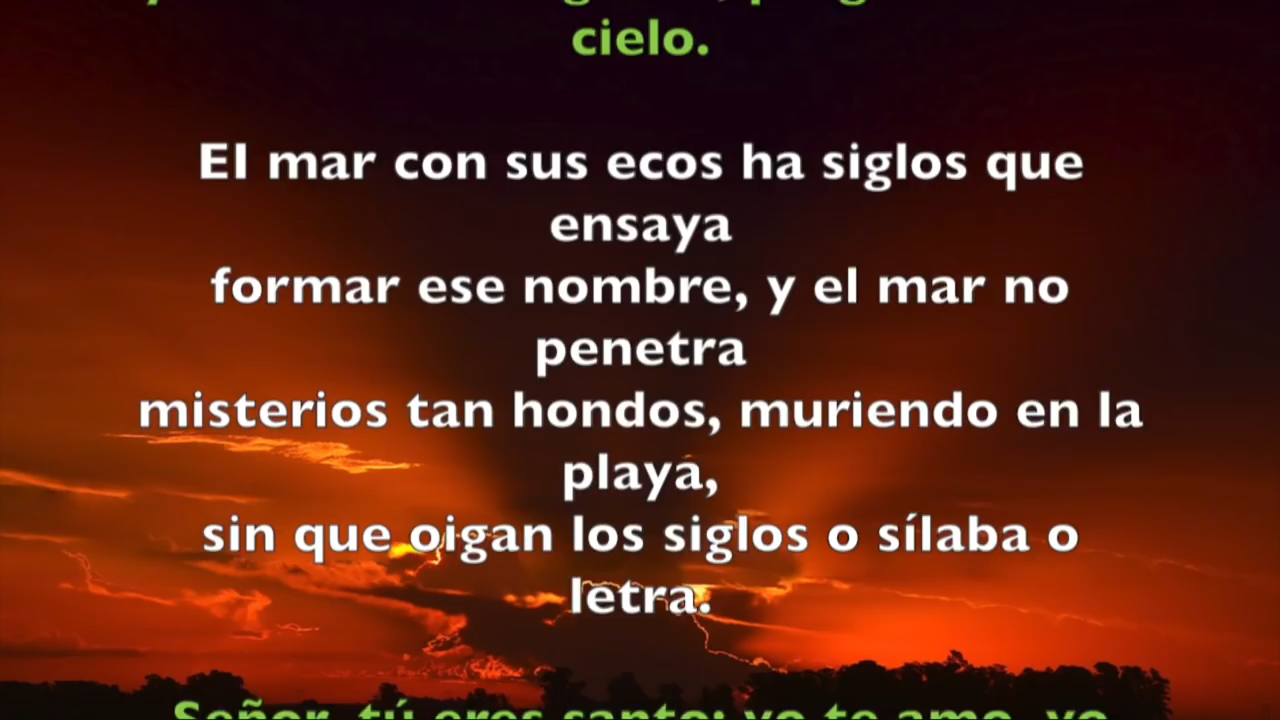 cielo.
El mar con sus ecos ha siglos que
ensaya
formar ese nombre, y el mar no
penetra
misterios tan hondos, muriendo en la
playa,
sin que oigan los siglos o sílaba o
letra.
Señor, tú eres santo: yo te amo, yo